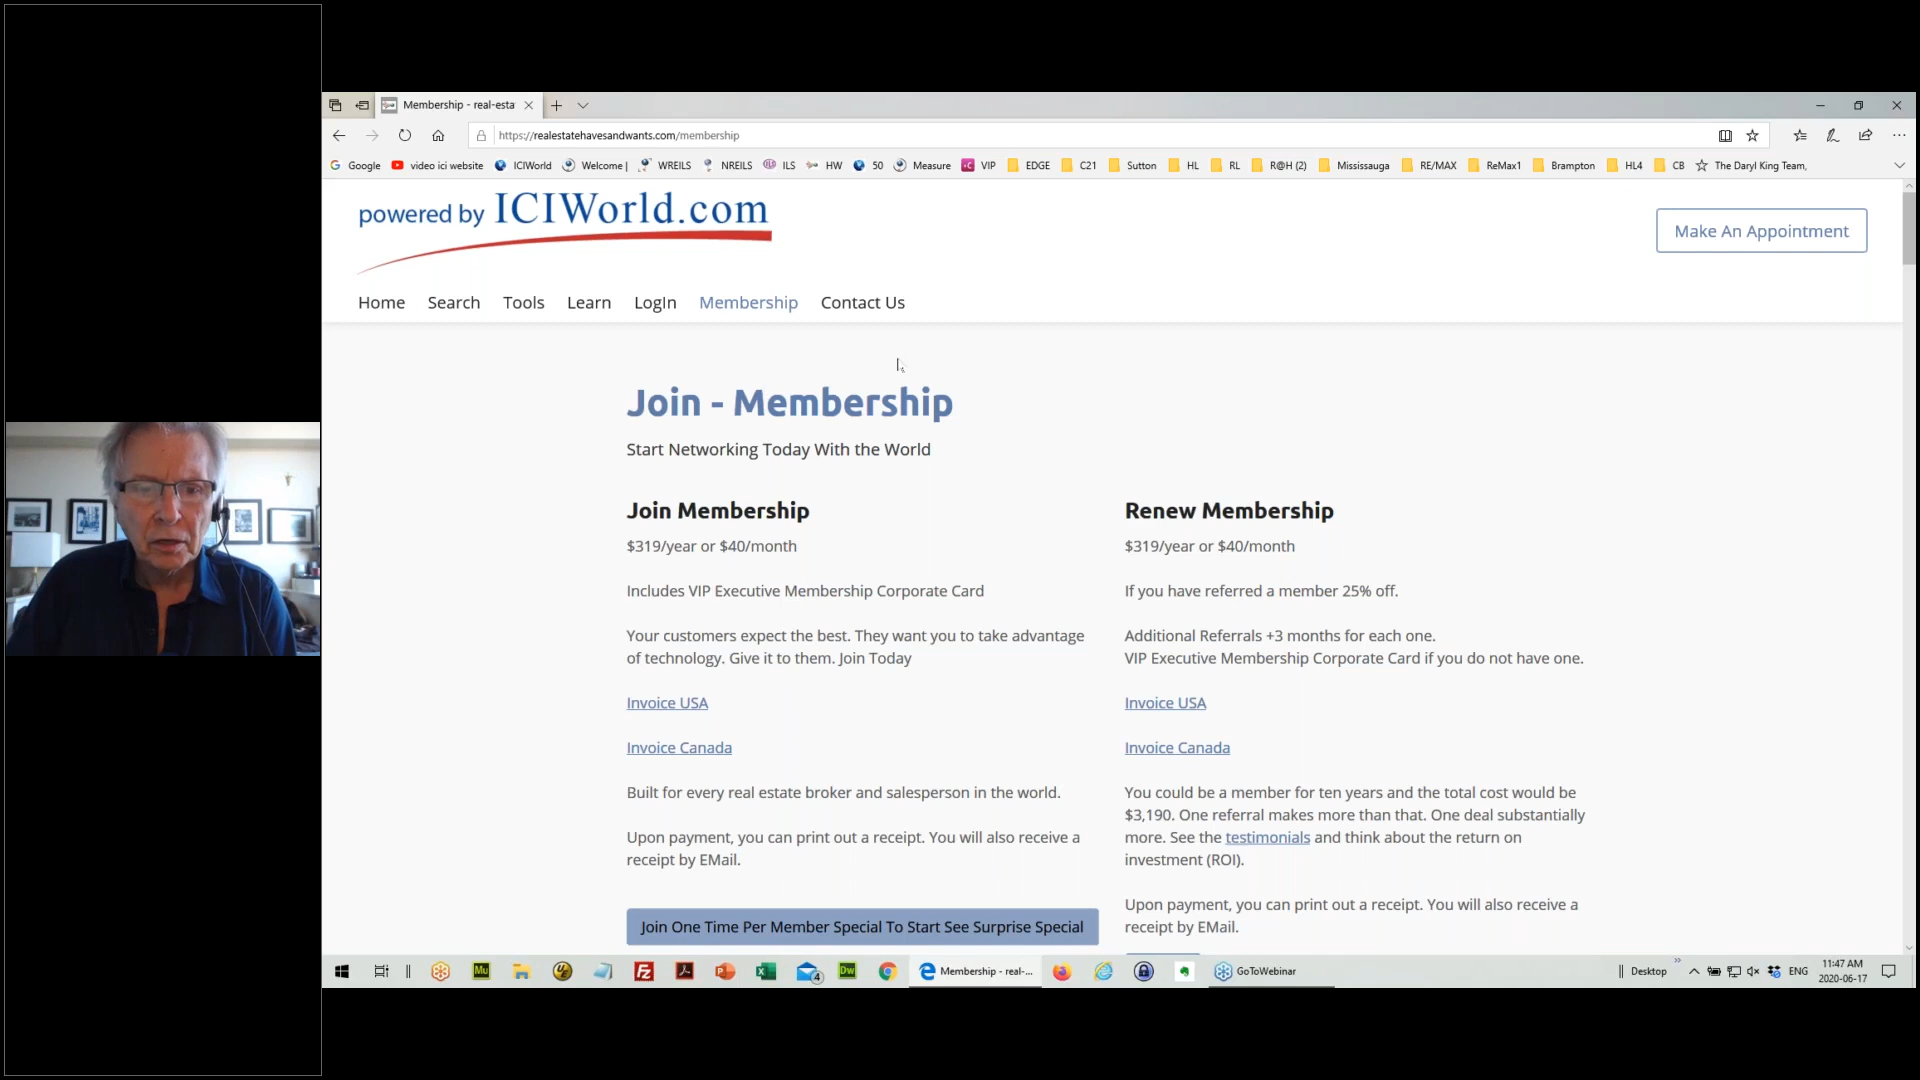 Membership - real-esta
https://realestatehavesandwants.com/membership
Google video ici website ICIWorld Welcome | WREILS NREILS ILS HW 50 Measure VIP EDGE C21 Sutton HL RL R@H (2) Mississauga RE/MAX ReMax1 Brampton HL4 CB The Daryl King Team,
powered by ICIWorld.com
Make An Appointment
Home Search Tools Learn LogIn Membership Contact Us
Join - Membership
Start Networking Today With the World
Join Membership
$319/year or $40/month
Includes VIP Executive Membership Corporate Card
Your customers expect the best. They want you to take advantage
of technology. Give it to them. Join Today
Invoice USA
Invoice Canada
Built for every real estate broker and salesperson in the world.
Upon payment, you can print out a receipt. You will also receive a
receipt by EMail.
Join One Time Per Member Special To Start See Surprise Special
Renew Membership
$319/year or $40/month
If you have referred a member 25% off.
Additional Referrals +3 months for each one.
VIP Executive Membership Corporate Card if you do not have one.
Invoice USA
Invoice Canada
You could be a member for ten years and the total cost would be
$3,190. One referral makes more than that. One deal substantially
more. See the testimonials and think about the return on
investment (ROI).
Upon payment, you can print out a receipt. You will also receive a
receipt by EMail.
Mu Fz 4 Dw Membership - real-... GoToWebinar Desktop ENG
11:47 AM
2020-06-17